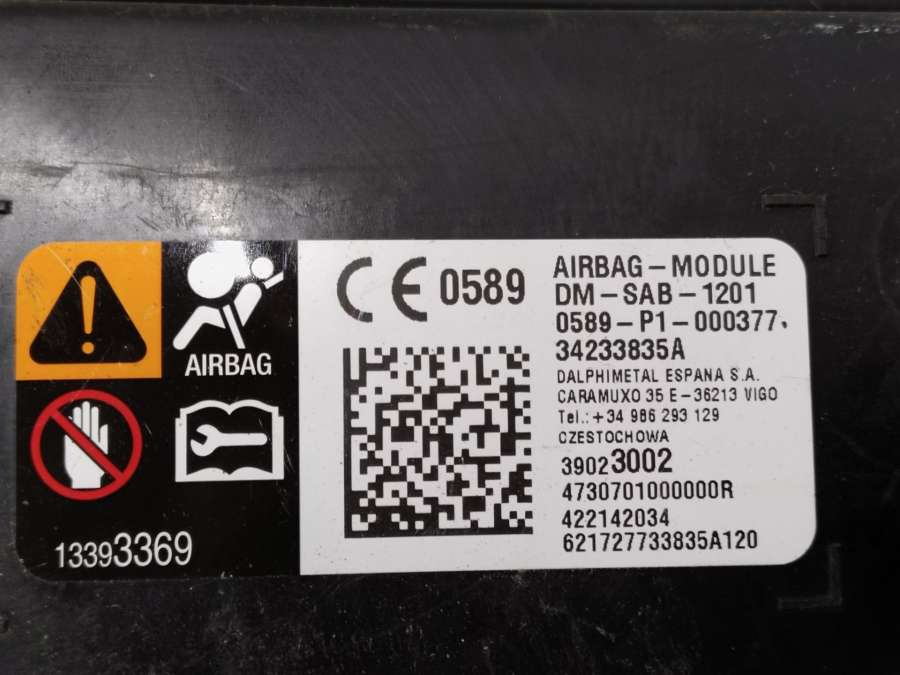 AIRBAG
13393369
CE 0589
AIRBAG-MODULE
DM-SAB-1201
0589-P1-000377.
34233835A
DALPHIMETAL ESPANA S.A.
CARAMUXO 35 E-36213 VIGO
Tel.: +34 986 293 129
CZESTOCHOWA
39023002
4730701000000R
422142034
621727733835A120